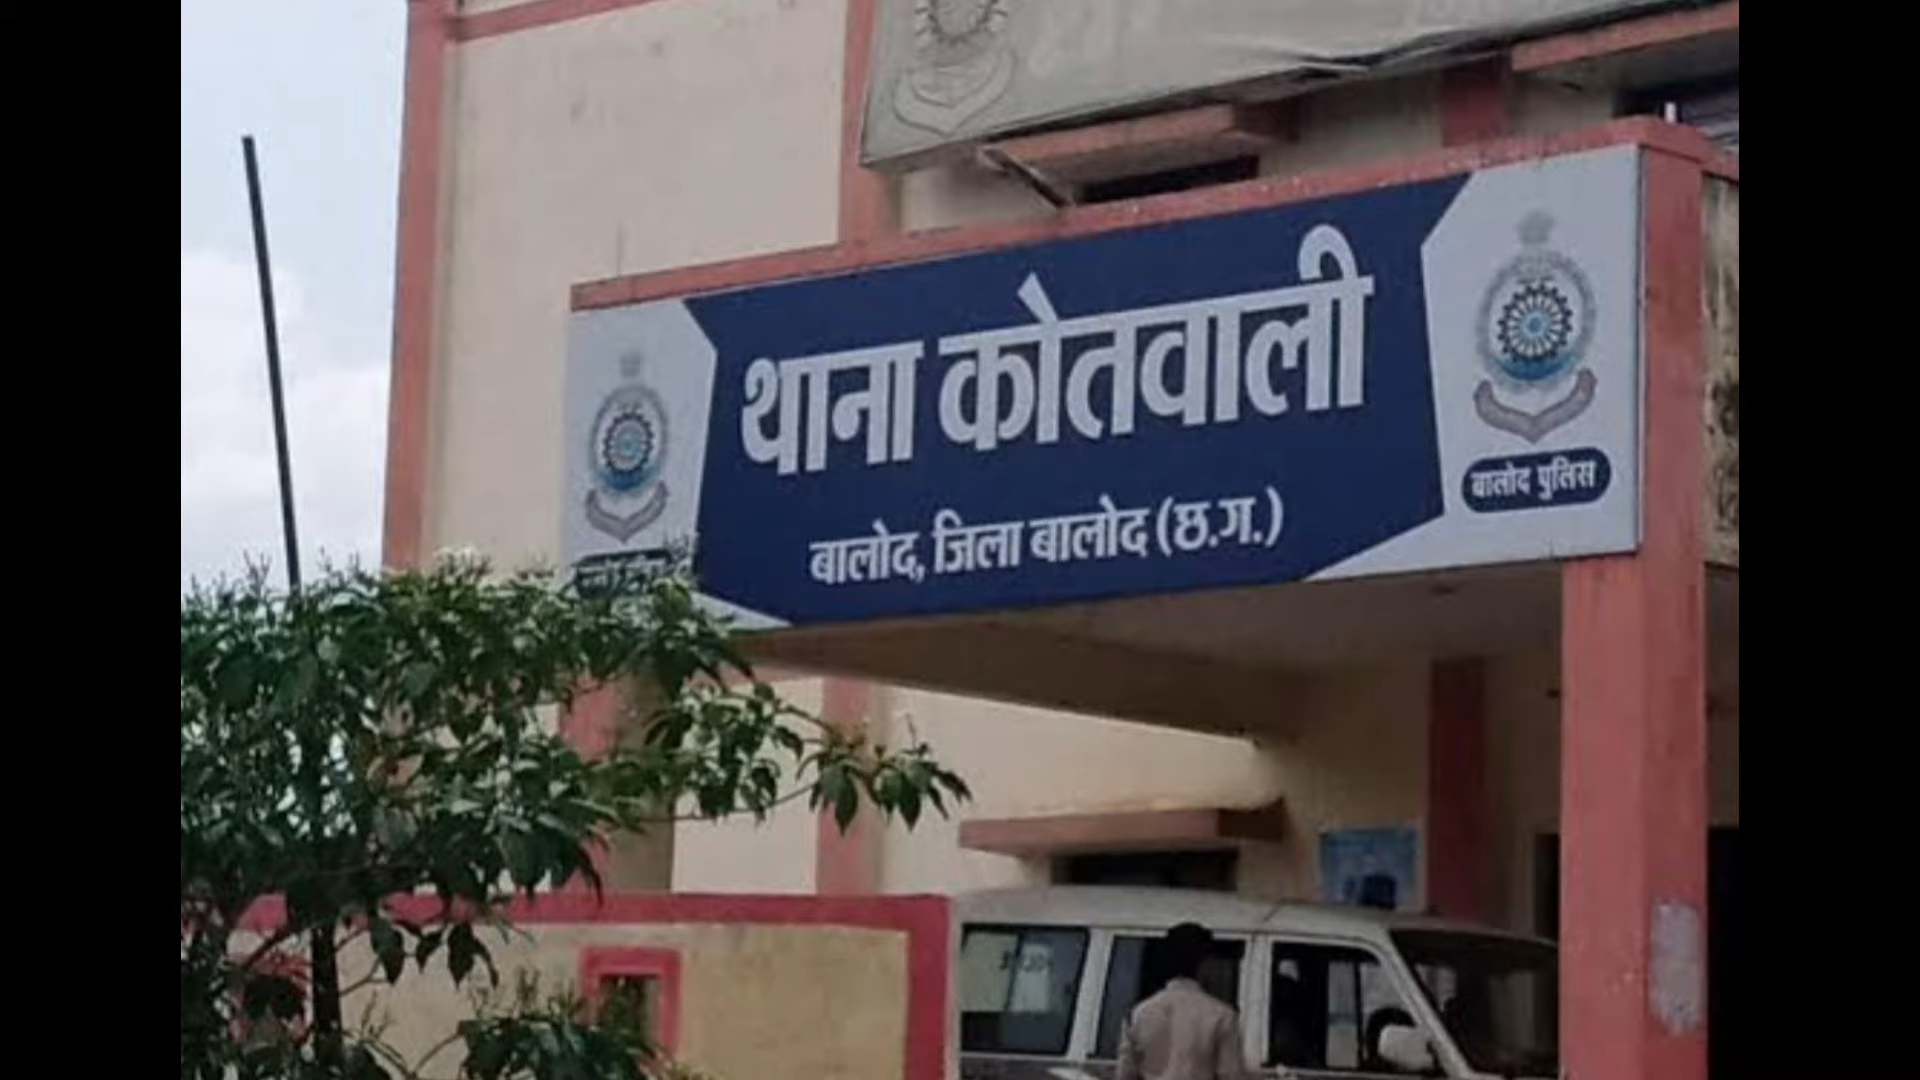 थाना कोतवाली
बालोद, जिला बालोद (छ.ग.)
बालोद पुलिस